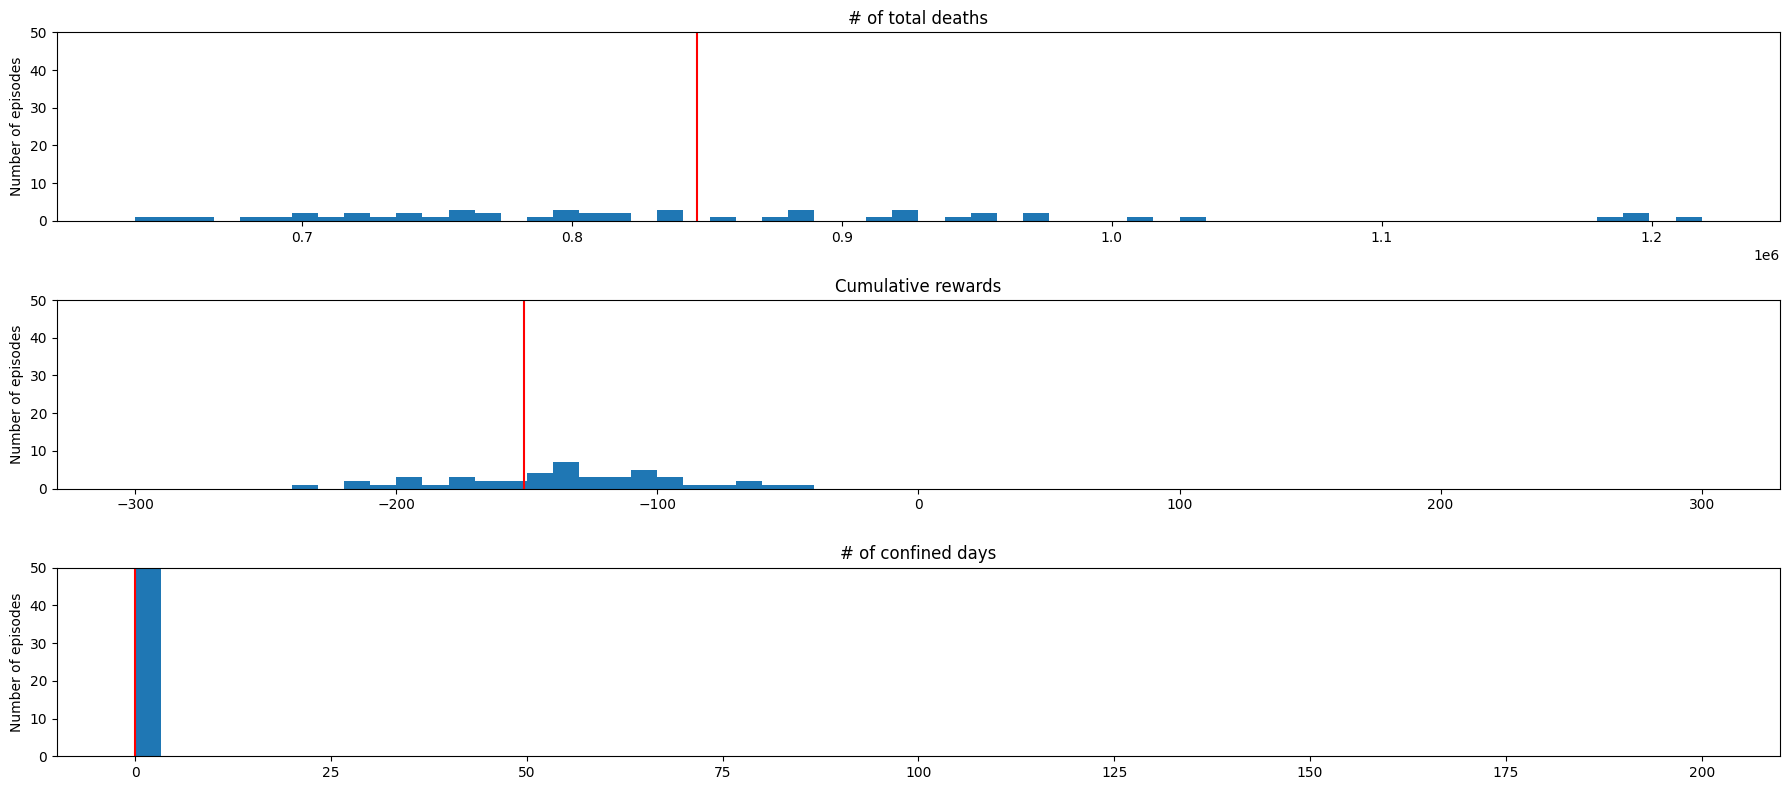 # of total deaths
Number of episodes
50
40
30
20
10
0
0.7 0.8 0.9 1.0 1.1 1.2
1e6
Cumulative rewards
Number of episodes
50
40
30
20
10
0
−300 −200 −100 0 100 200 300
# of confined days
Number of episodes
50
40
30
20
10
0
0 25 50 75 100 125 150 175 200